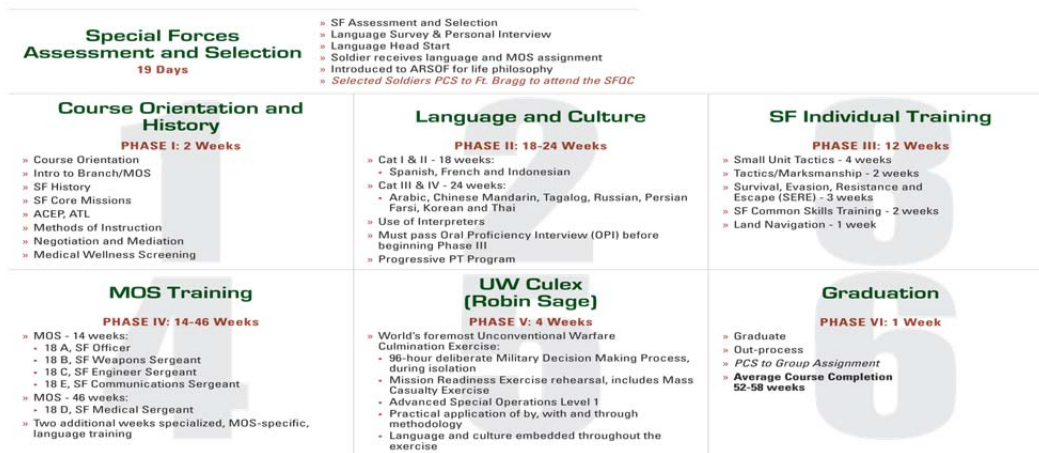 Special Forces
Assessment and Selection
19 Days
» SF Assessment and Selection
» Language Survey & Personal Interview
» Language Head Start
» Soldier receives language and MOS assignment
» Introduced to ARSOF for life philosophy
» Selected Soldiers PCS to Ft. Bragg to attend the SFQC
1
Course Orientation and
History
PHASE I: 2 Weeks
» Course Orientation
» Intro to Branch/MOS
» SF History
» SF Core Missions
» ACEP, ATL
» Methods of Instruction
» Negotiation and Mediation
» Medical Wellness Screening
2
Language and Culture
PHASE II: 18-24 Weeks
» Cat I & II - 18 weeks:
- Spanish, French and Indonesian
» Cat III & IV - 24 weeks:
- Arabic, Chinese Mandarin, Tagalog, Russian, Persian
Farsi, Korean and Thai
» Use of Interpreters
» Must pass Oral Proficiency Interview (OPI) before
beginning Phase III
» Progressive PT Program
3
SF Individual Training
PHASE III: 12 Weeks
» Small Unit Tactics - 4 weeks
» Tactics/Marksmanship - 2 weeks
» Survival, Evasion, Resistance and
Escape (SERE) - 3 weeks
» SF Common Skills Training - 2 weeks
» Land Navigation - 1 week
4
MOS Training
PHASE IV: 14-46 Weeks
» MOS - 14 weeks:
- 18 A, SF Officer
- 18 B, SF Weapons Sergeant
- 18 C, SF Engineer Sergeant
- 18 E, SF Communications Sergeant
» MOS - 46 weeks:
- 18 D, SF Medical Sergeant
» Two additional weeks specialized, MOS-specific,
language training
5
UW Culex
(Robin Sage)
PHASE V: 4 Weeks
» World's foremost Unconventional Warfare
Culmination Exercise:
- 96-hour deliberate Military Decision Making Process,
during isolation
- Mission Readiness Exercise rehearsal, includes Mass
Casualty Exercise
- Advanced Special Operations Level 1
- Practical application of by, with and through
methodology
- Language and culture embedded throughout the
exercise
6
Graduation
PHASE VI: 1 Week
» Graduate
» Out-process
» PCS to Group Assignment
» Average Course Completion
52-58 weeks